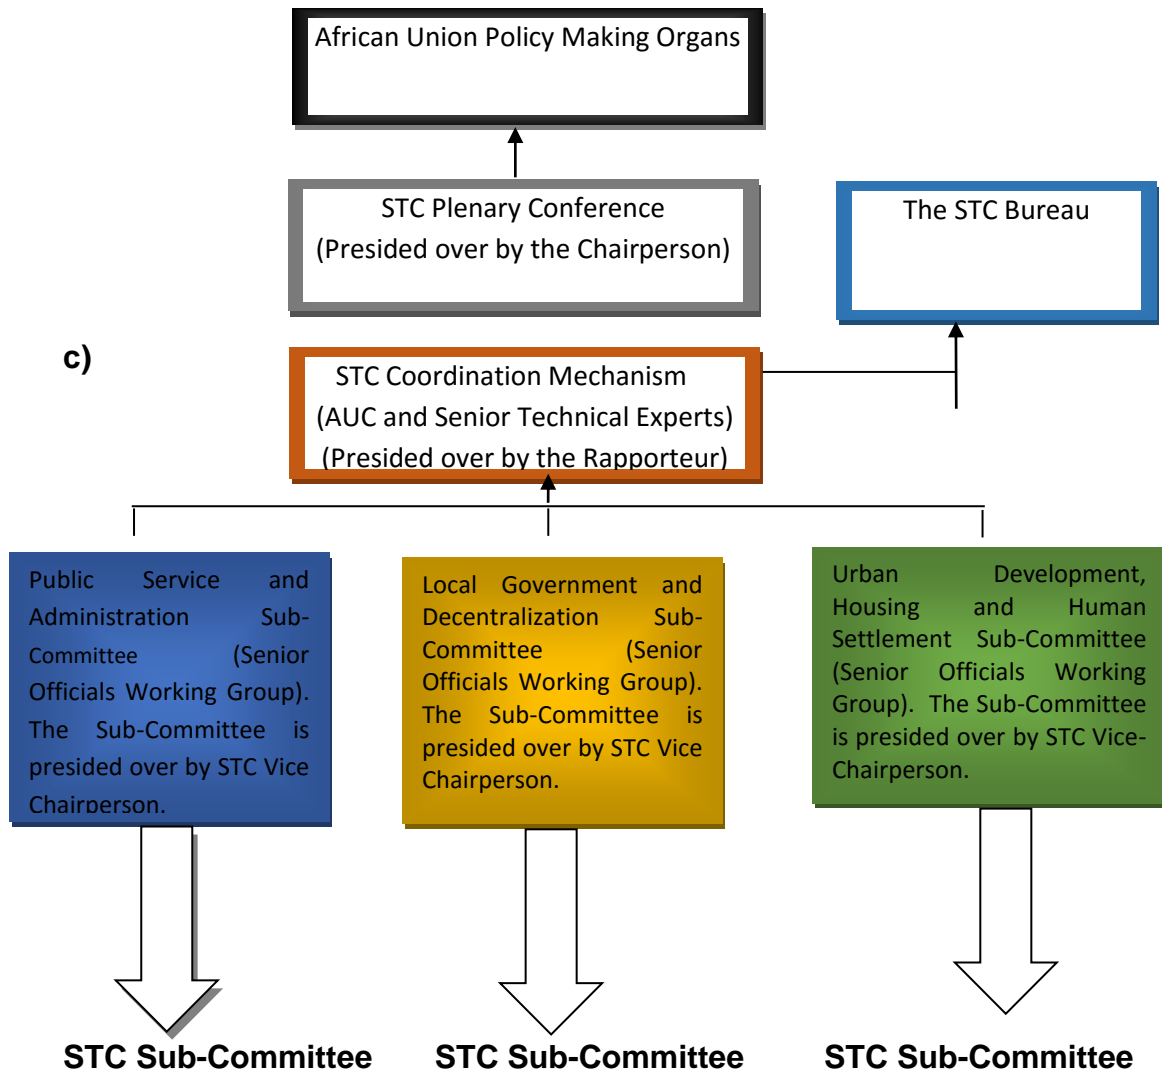 African Union Policy Making Organs
STC Plenary Conference
(Presided over by the Chairperson)
The STC Bureau
c)
STC Coordination Mechanism
(AUC and Senior Technical Experts)
(Presided over by the Rapporteur)
Public Service and
Administration Sub-
Committee (Senior
Officials Working Group).
The Sub-Committee is
presided over by STC Vice
Chairperson.
Local Government and
Decentralization Sub-
Committee (Senior
Officials Working Group).
The Sub-Committee is
presided over by STC Vice
Chairperson.
Urban Development,
Housing and Human
Settlement Sub-Committee
(Senior Officials Working
Group). The Sub-Committee
is presided over by STC Vice-
Chairperson.
STC Sub-Committee
STC Sub-Committee
STC Sub-Committee